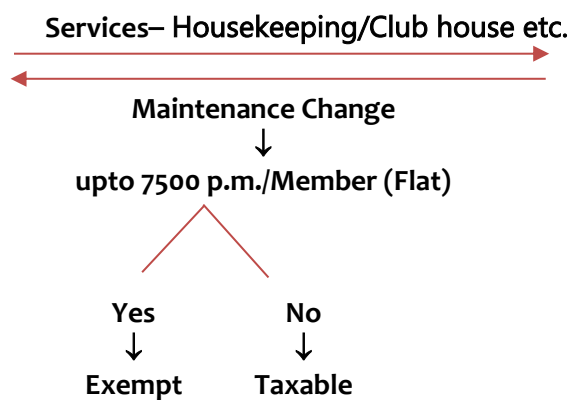 Services– Housekeeping/Club house etc.
Maintenance Change
upto 7500 p.m./Member (Flat)
Yes No
Exempt Taxable